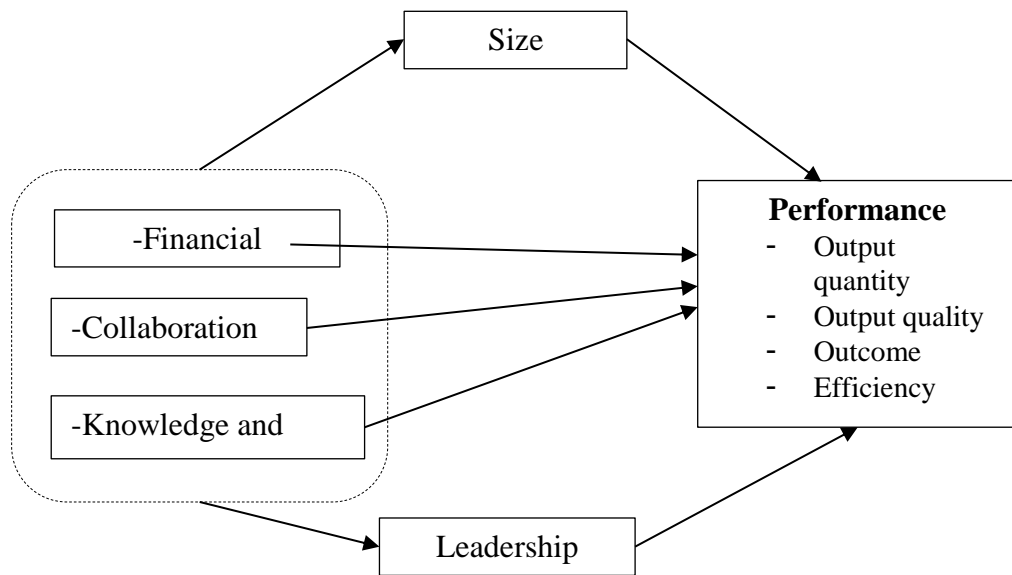 Size
-Financial
-Collaboration
-Knowledge and
Performance
- Output
quantity
- Output quality
- Outcome
- Efficiency
Leadership